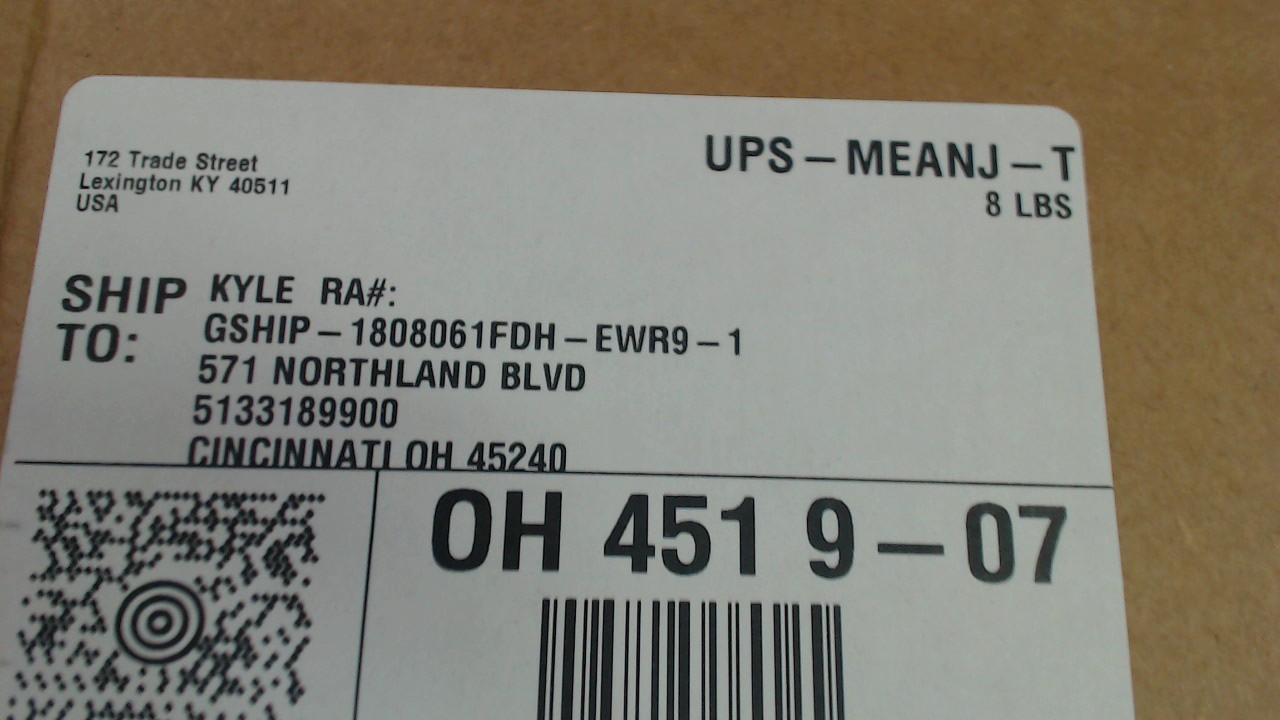 172 Trade Street
Lexington KY 40511
USA
UPS-MEANJ-T
8 LBS
SHIP TO:
KYLE RA#:
GSHIP-1808061FDH-EWR9-1
571 NORTHLAND BLVD
5133189900
CINCINNATI OH 45240
OH 451 9-07